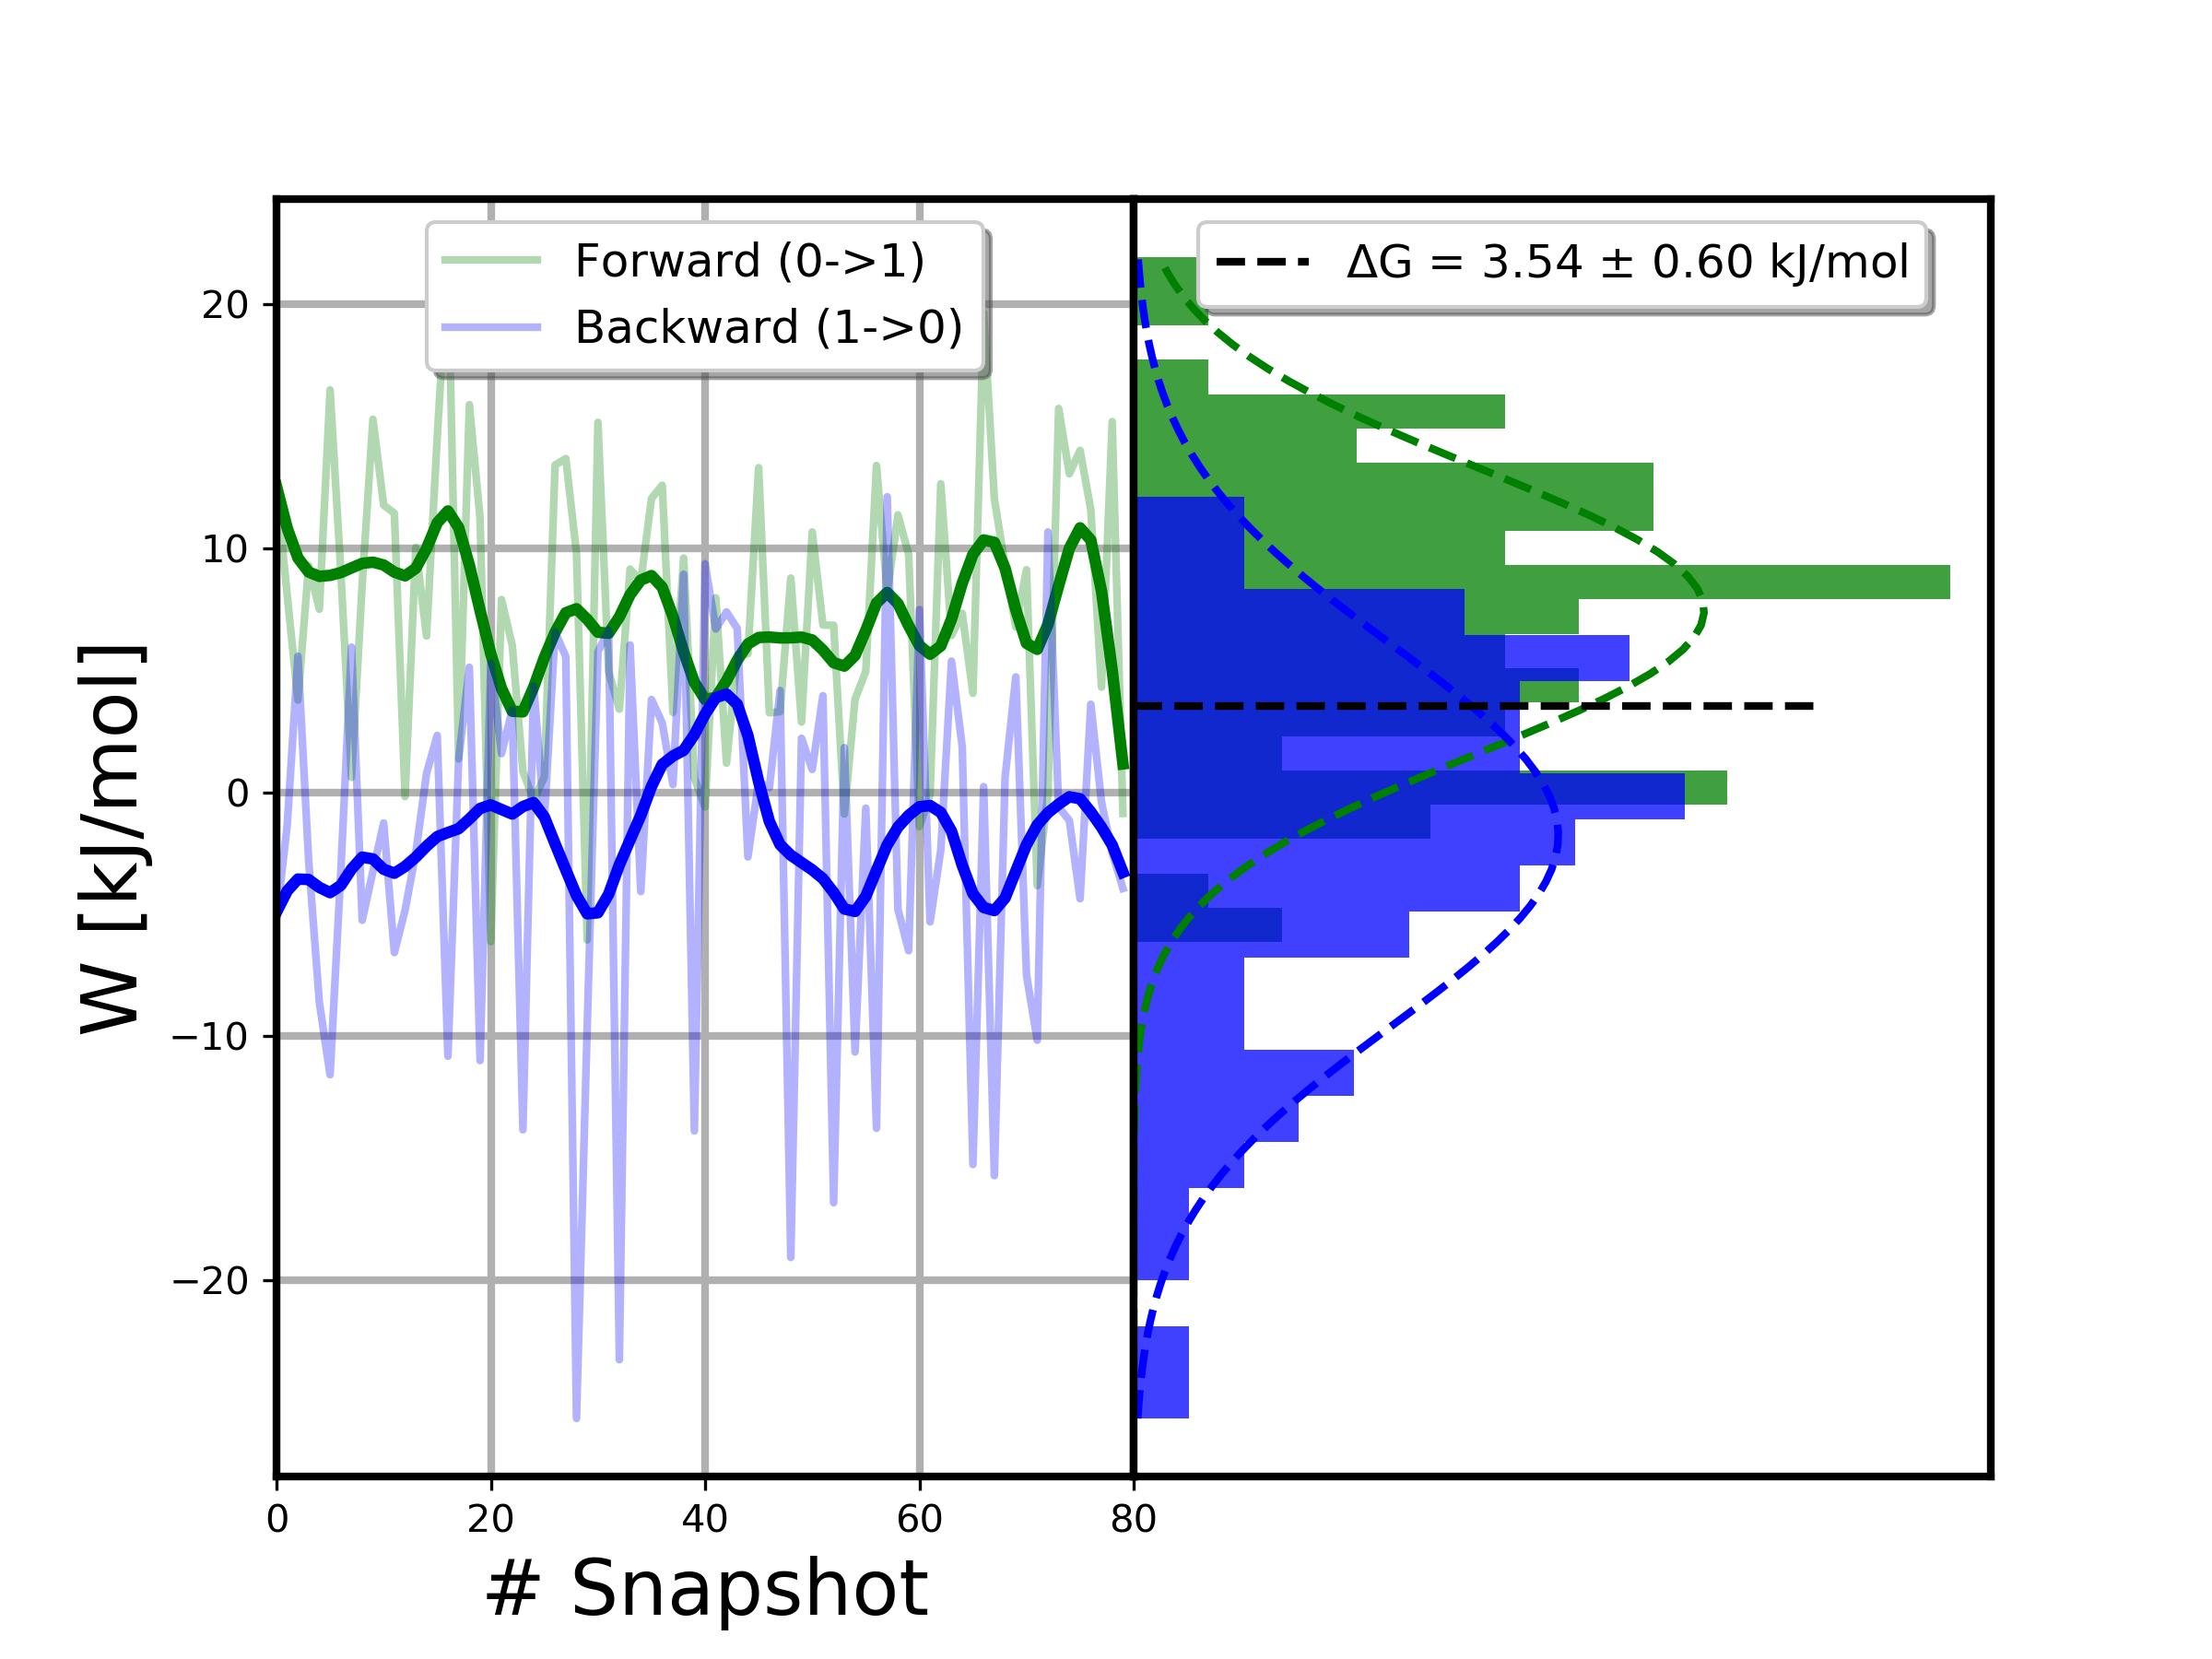 Forward (0->1)
Backward (1->0)
ΔG = 3.54 ± 0.60 kJ/mol
W [kJ/mol]
20
10
0
−10
−20
0 20 40 60 80
# Snapshot